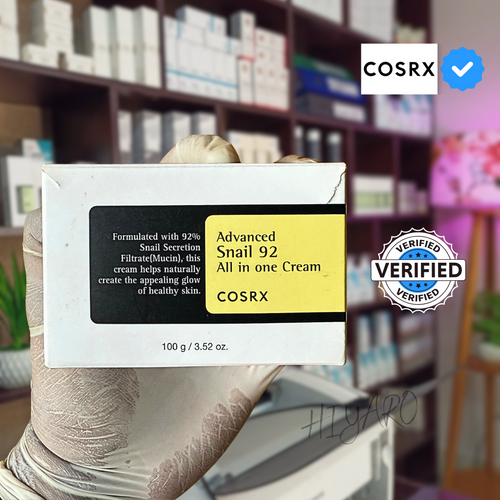 COSRX
Formulated with 92%
Snail Secretion
Filtrate(Mucin), this
cream helps naturally
create the appealing glow
of healthy skin.
Advanced
Snail 92
All in one Cream
COSRX
100 g / 3.52 oz.
VERIFIED
VERIFIED
VERIFIED
HIYARO